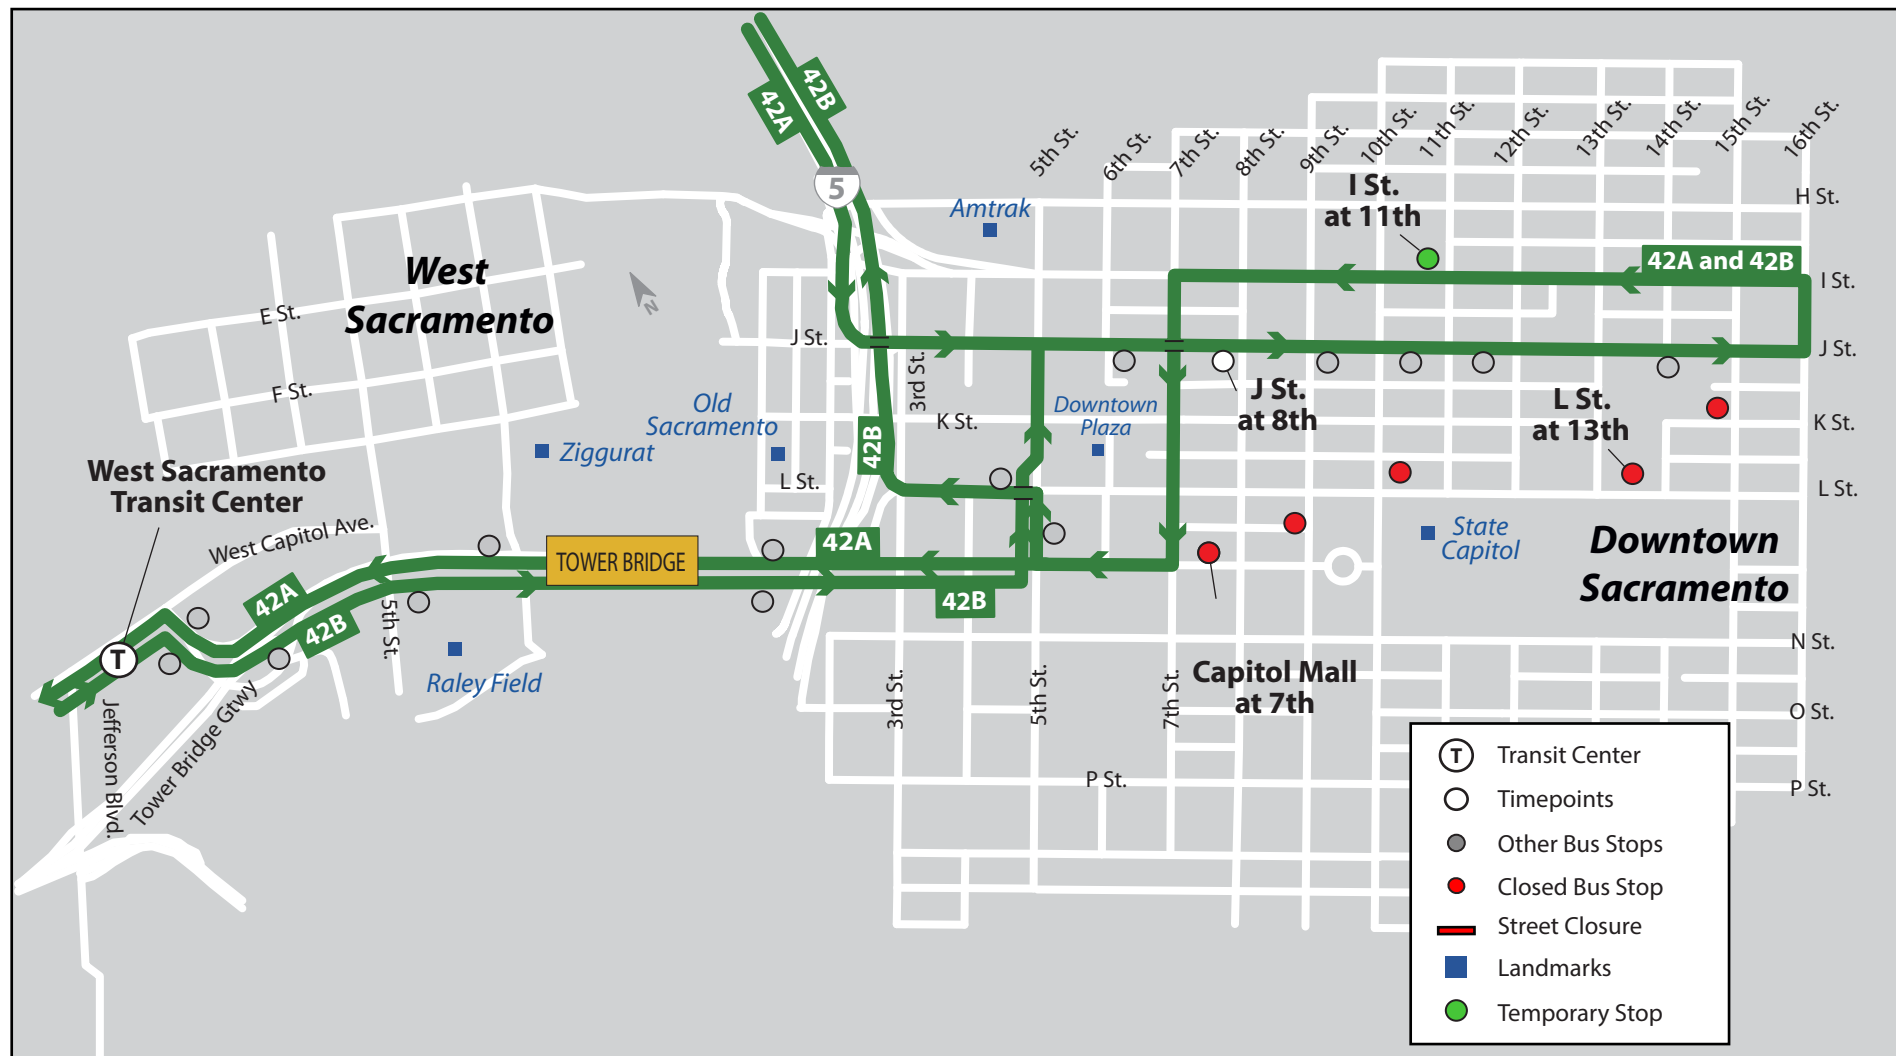 42B
42A
5
5th St.
6th St.
7th St.
8th St.
9th St.
10th St.
11th St.
12th St.
13th St.
14th St.
15th St.
16th St.
I St.
at 11th
H St.
Amtrak
42A and 42B
I St.
West
Sacramento
N
E St.
F St.
J St.
3rd St.
J St.
Old
Sacramento
K St.
Downtown
Plaza
J St.
at 8th
L St.
at 13th
K St.
42B
Ziggurat
L St.
L St.
West Sacramento
Transit Center
West Capitol Ave.
State
Capitol
Downtown
Sacramento
42A
TOWER BRIDGE
42B
42A
42B
5th St.
T
Raley Field
N St.
Capitol Mall
at 7th
3rd St.
5th St.
7th St.
O St.
Jefferson Blvd.
Tower Bridge Gtwy
P St.
P St.
T
Transit Center
Timepoints
Other Bus Stops
Closed Bus Stop
Street Closure
Landmarks
Temporary Stop